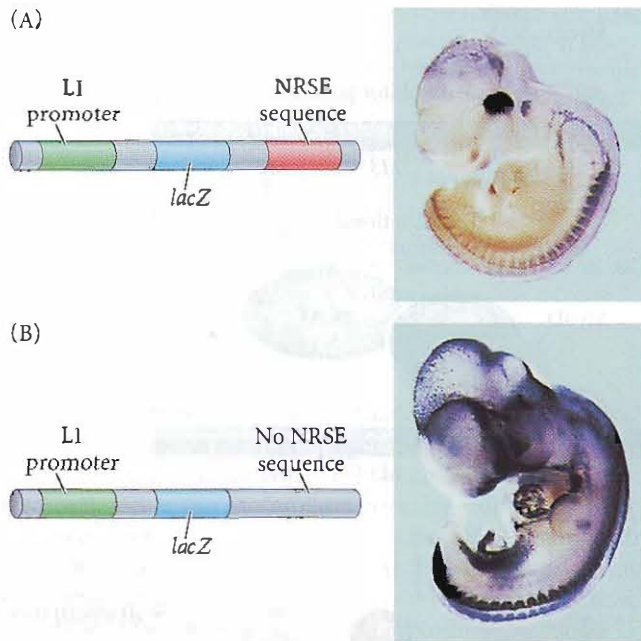 (A)
L1
promoter
NRSE
sequence
lacZ
(B)
L1
promoter
No NRSE
sequence
lacZ